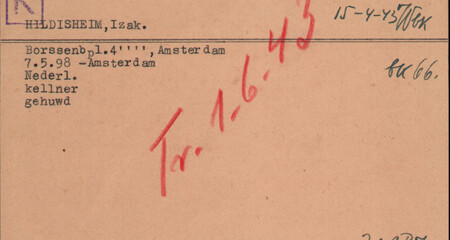 R
HILDISHEIM,Izak.
15-4-43 Wbk
Borssenbpl.4'''',Amsterdam
7.5.98 -Amsterdam
Nederl.
bk 66.
kellner
gehuwd
Tr. 1.6.43